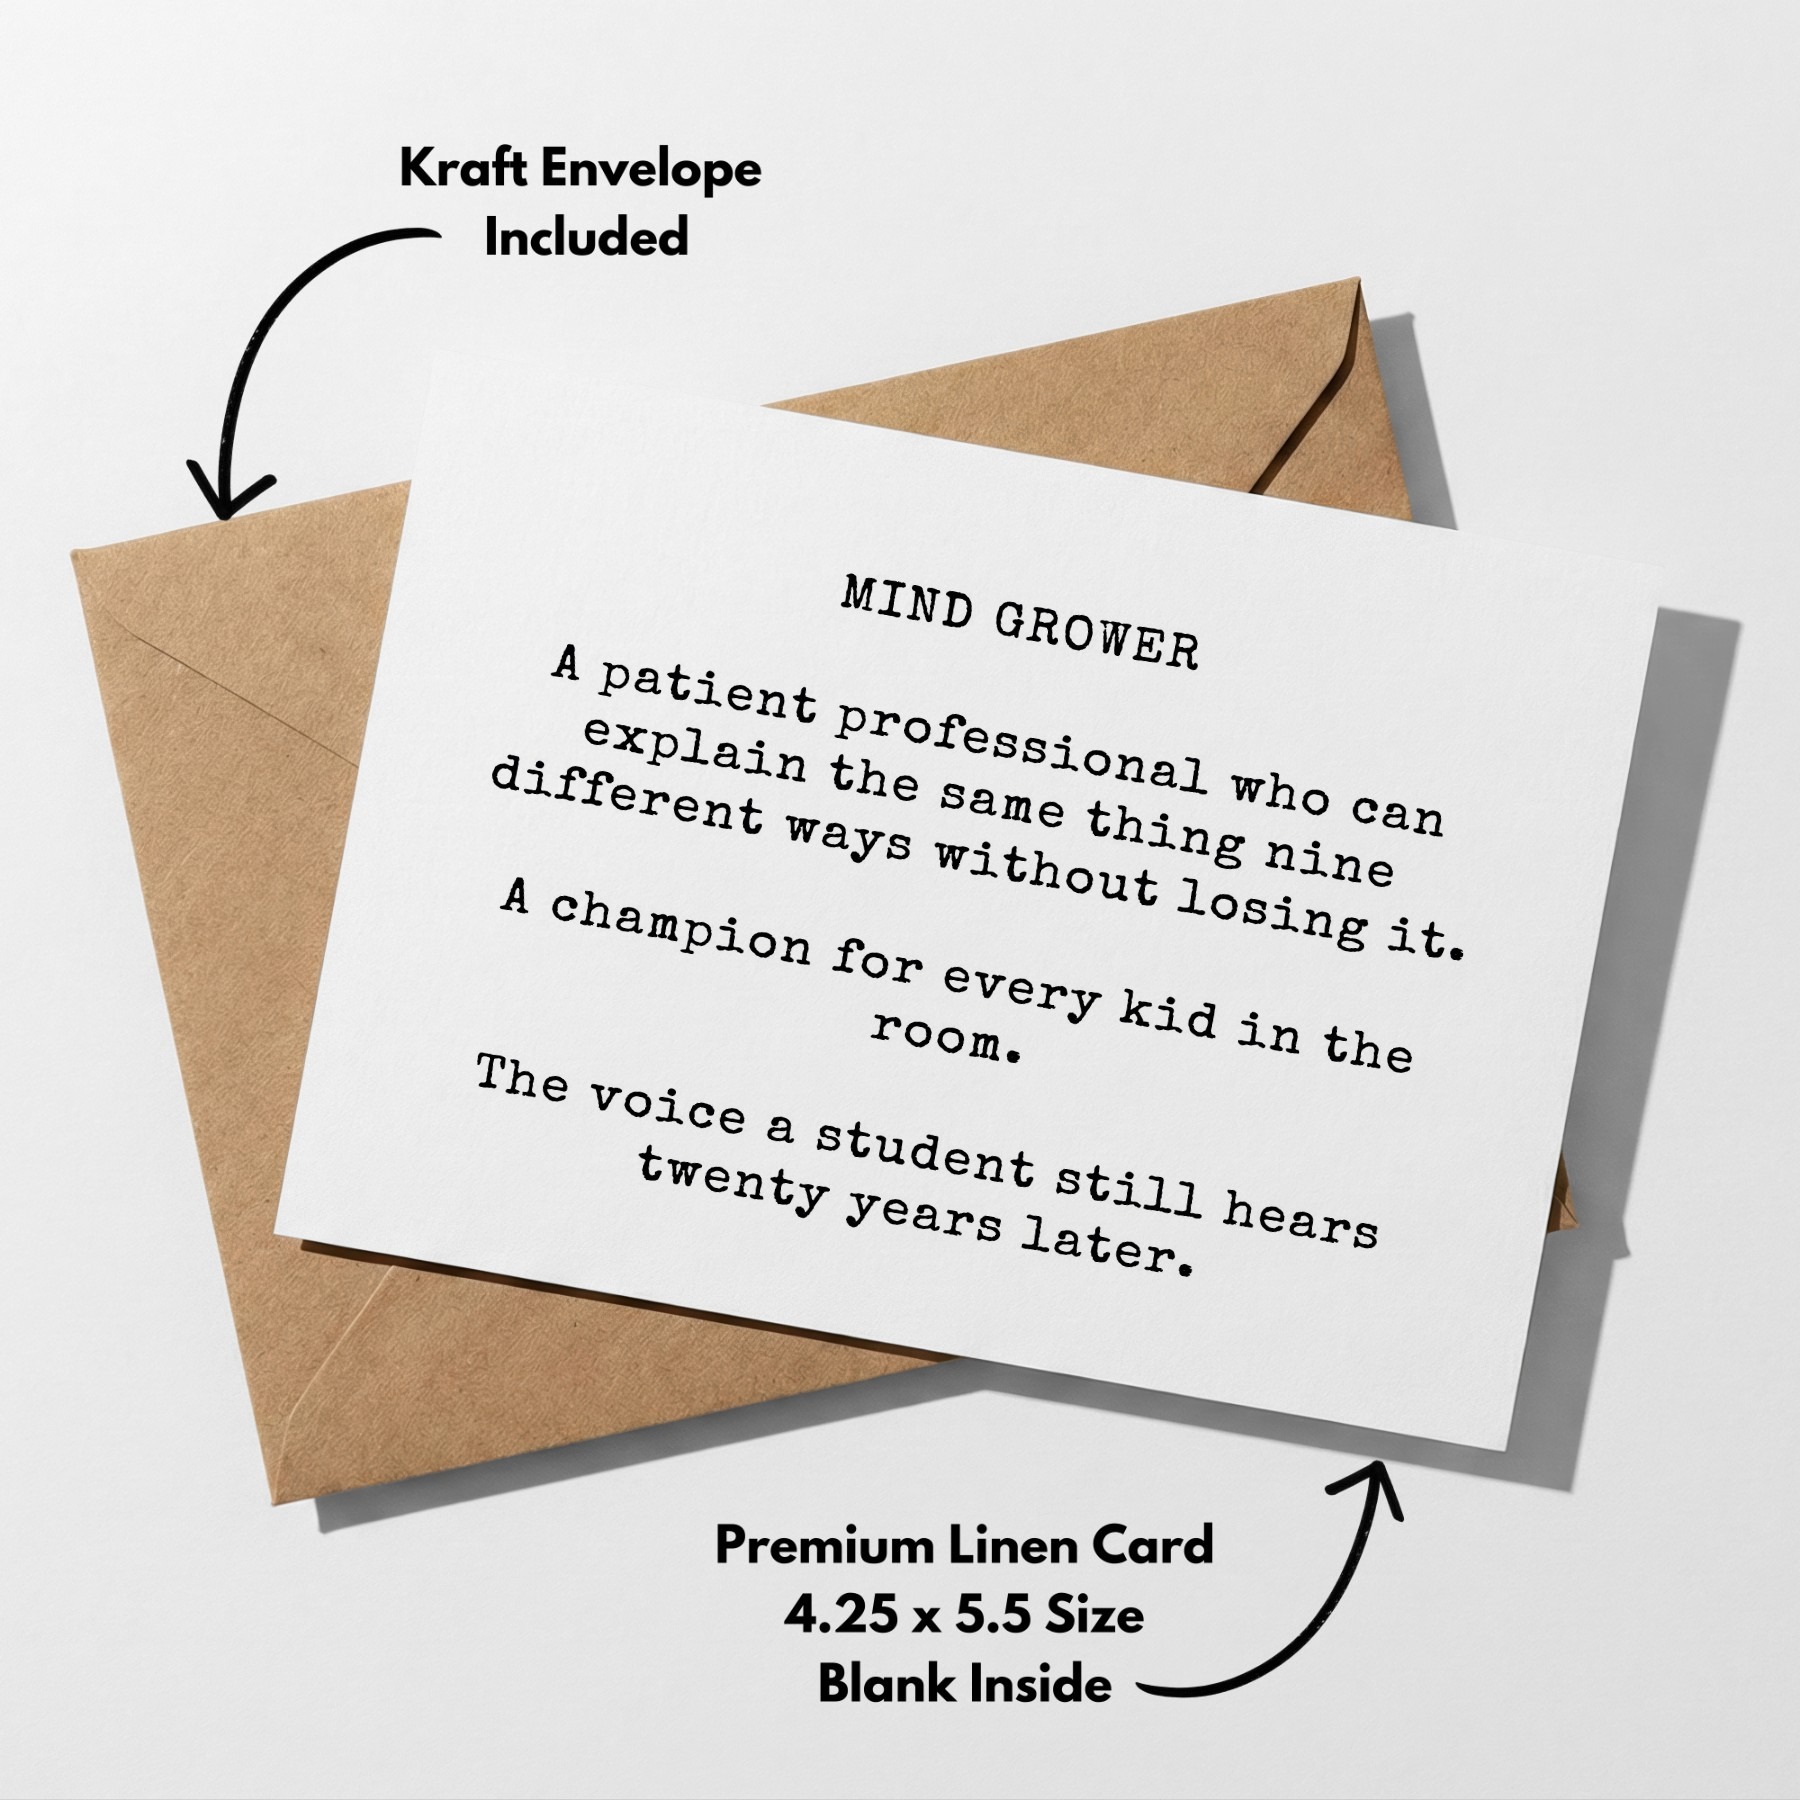 Kraft Envelope
Included
MIND GROWER
A patient professional who can
explain the same thing nine
different ways without losing it.
A champion for every kid in the
room.
The voice a student still hears
twenty years later.
Premium Linen Card
4.25 x 5.5 Size
Blank Inside